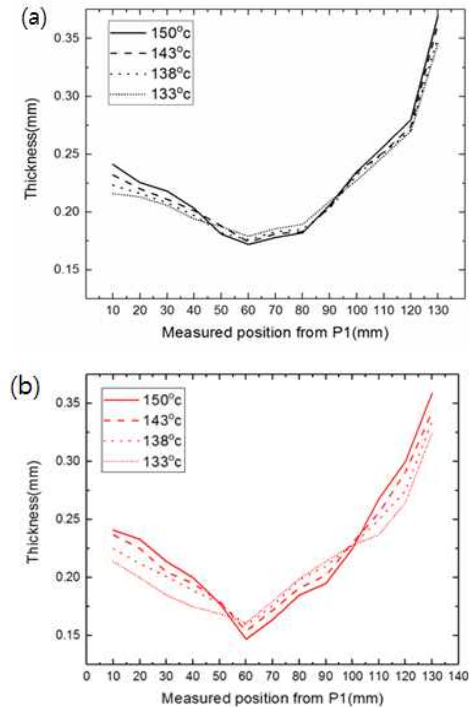 (a)
150°c
143°c
138°c
133°c
Thickness(mm)
0.35
0.30
0.25
0.20
0.15
10 20 30 40 50 60 70 80 90 100 110 120 130
Measured position from P1(mm)
(b)
150°c
143°c
138°c
133°c
Thickness(mm)
0.35
0.30
0.25
0.20
0.15
0 10 20 30 40 50 60 70 80 90 100 110 120 130 140
Measured position from P1(mm)